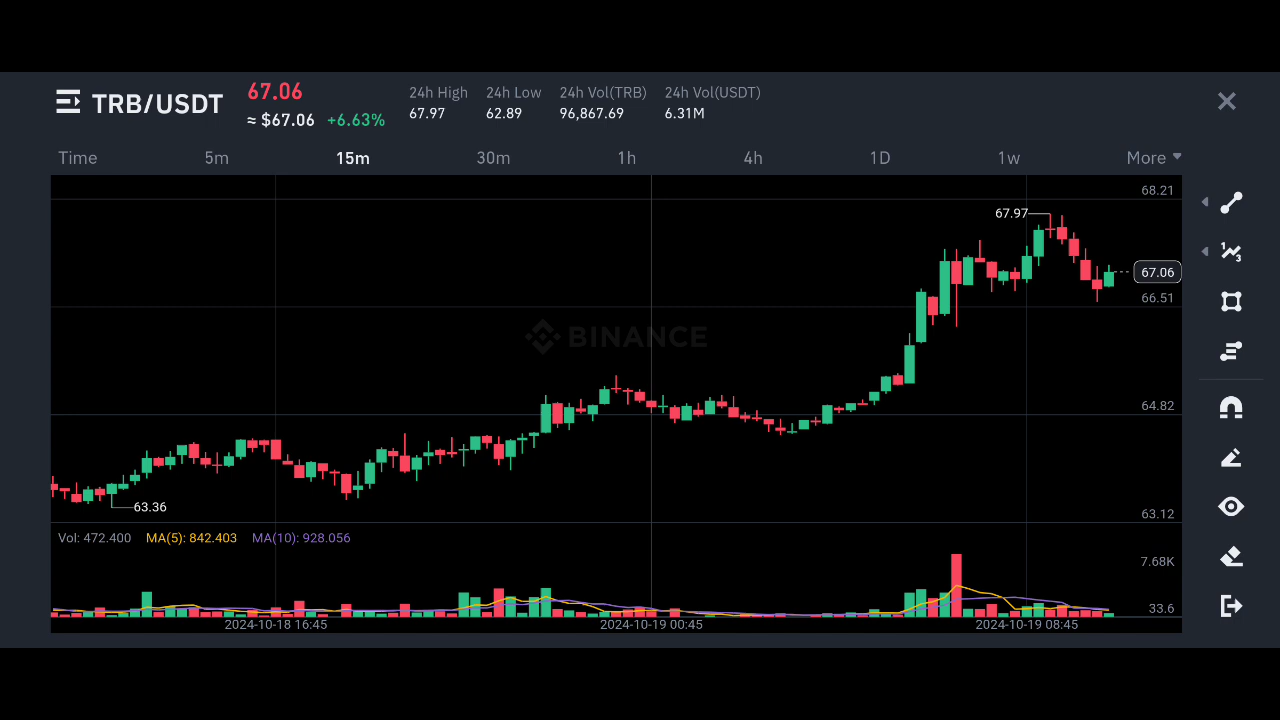 TRB/USDT
67.06
≈ $67.06 +6.63%
24h High 24h Low 24h Vol(TRB) 24h Vol(USDT)
67.97 62.89 96,867.69 6.31M
Time 5m 15m 30m 1h 4h 1D 1w More
68.21
67.97
67.06
66.51
BINANCE
64.82
63.36
63.12
Vol: 472.400 MA(5): 842.403 MA(10): 928.056
7.68K
33.6
2024-10-18 16:45 2024-10-19 00:45 2024-10-19 08:45
1
3